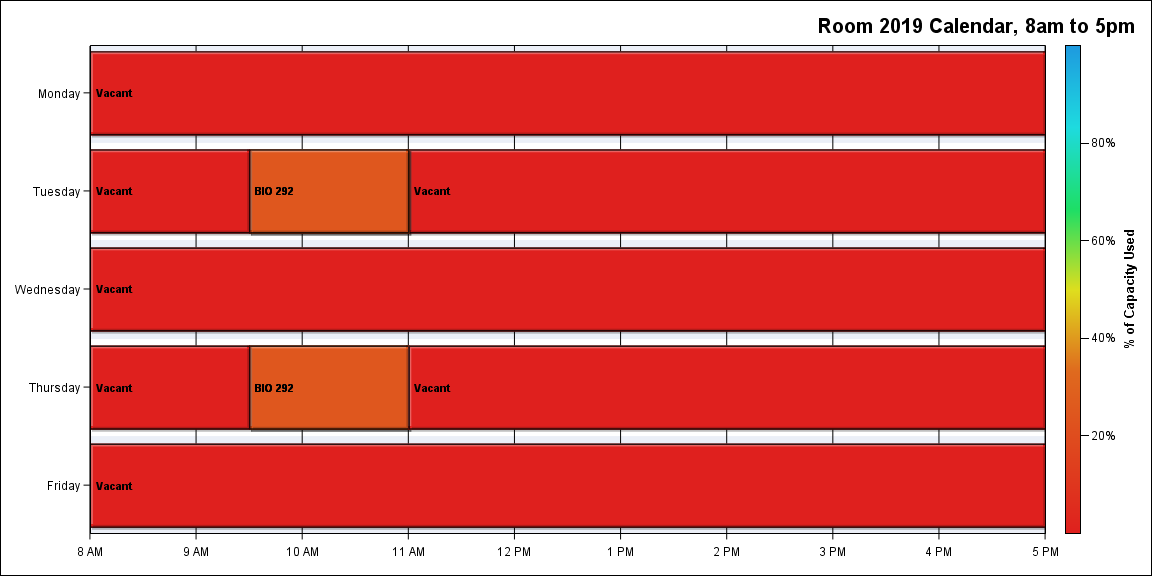 Room 2019 Calendar, 8am to 5pm
Monday
Vacant
Tuesday
Vacant
BIO 292
Vacant
Wednesday
Vacant
Thursday
Vacant
BIO 292
Vacant
Friday
Vacant
8 AM
9 AM
10 AM
11 AM
12 PM
1 PM
2 PM
3 PM
4 PM
5 PM
80%
60%
40%
20%
% of Capacity Used